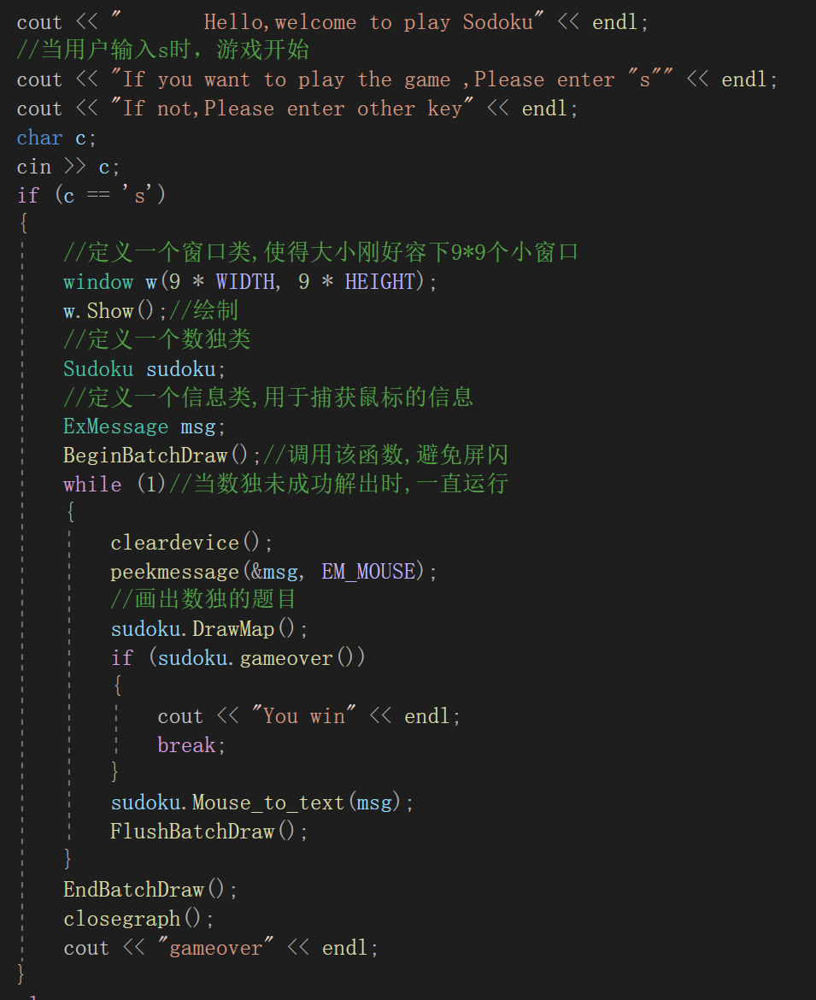 cout << "       Hello,welcome to play Sodoku" << endl;
//当用户输入s时，游戏开始
cout << "If you want to play the game ,Please enter "s"" << endl;
cout << "If not,Please enter other key" << endl;
char c;
cin >> c;
if (c == 's')
{
    //定义一个窗口类,使得大小刚好容下9*9个小窗口
    window w(9 * WIDTH, 9 * HEIGHT);
    w.Show();//绘制
    //定义一个数独类
    Sudoku sudoku;
    //定义一个信息类,用于捕获鼠标的信息
    ExMessage msg;
    BeginBatchDraw();//调用该函数,避免屏闪
    while (1)//当数独未成功解出时,一直运行
    {
        cleardevice();
        peekmessage(&msg, EM_MOUSE);
        //画出数独的题目
        sudoku.DrawMap();
        if (sudoku.gameover())
        {
            cout << "You win" << endl;
            break;
        }
        sudoku.Mouse_to_text(msg);
        FlushBatchDraw();
    }
    EndBatchDraw();
    closegraph();
    cout << "gameover" << endl;
}